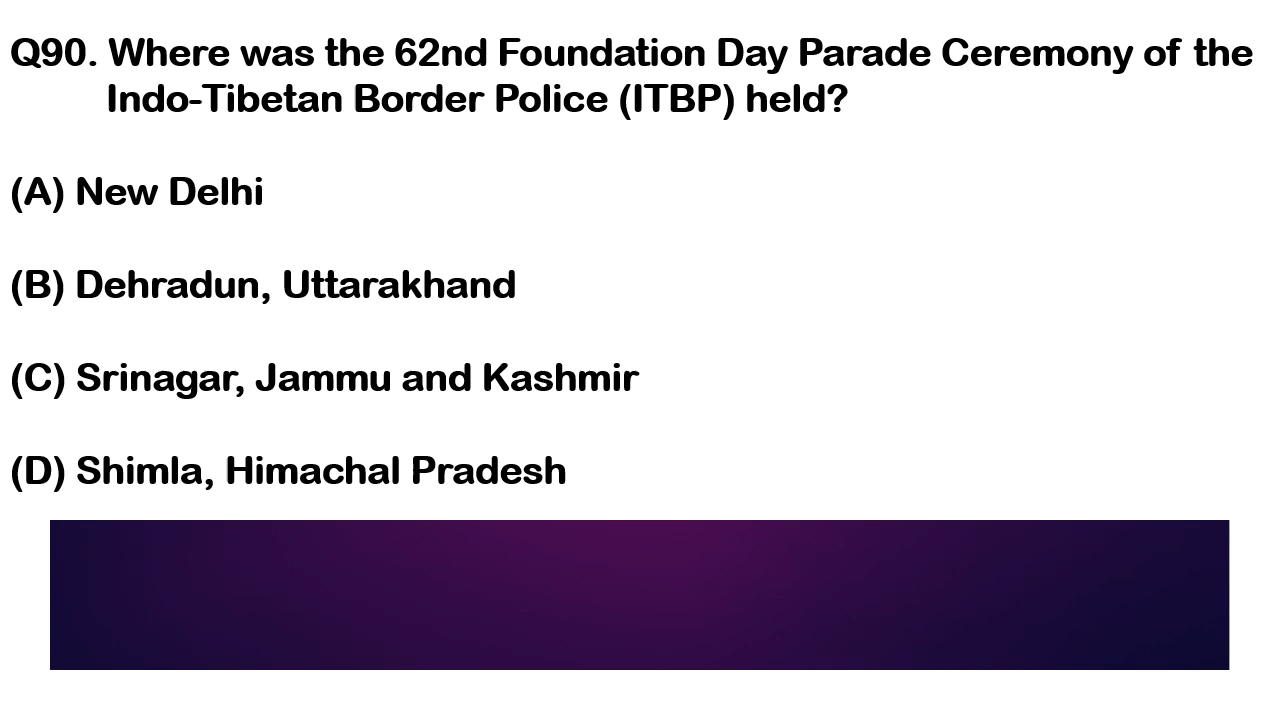 Q90. Where was the 62nd Foundation Day Parade Ceremony of the
Indo-Tibetan Border Police (ITBP) held?
(A) New Delhi
(B) Dehradun, Uttarakhand
(C) Srinagar, Jammu and Kashmir
(D) Shimla, Himachal Pradesh